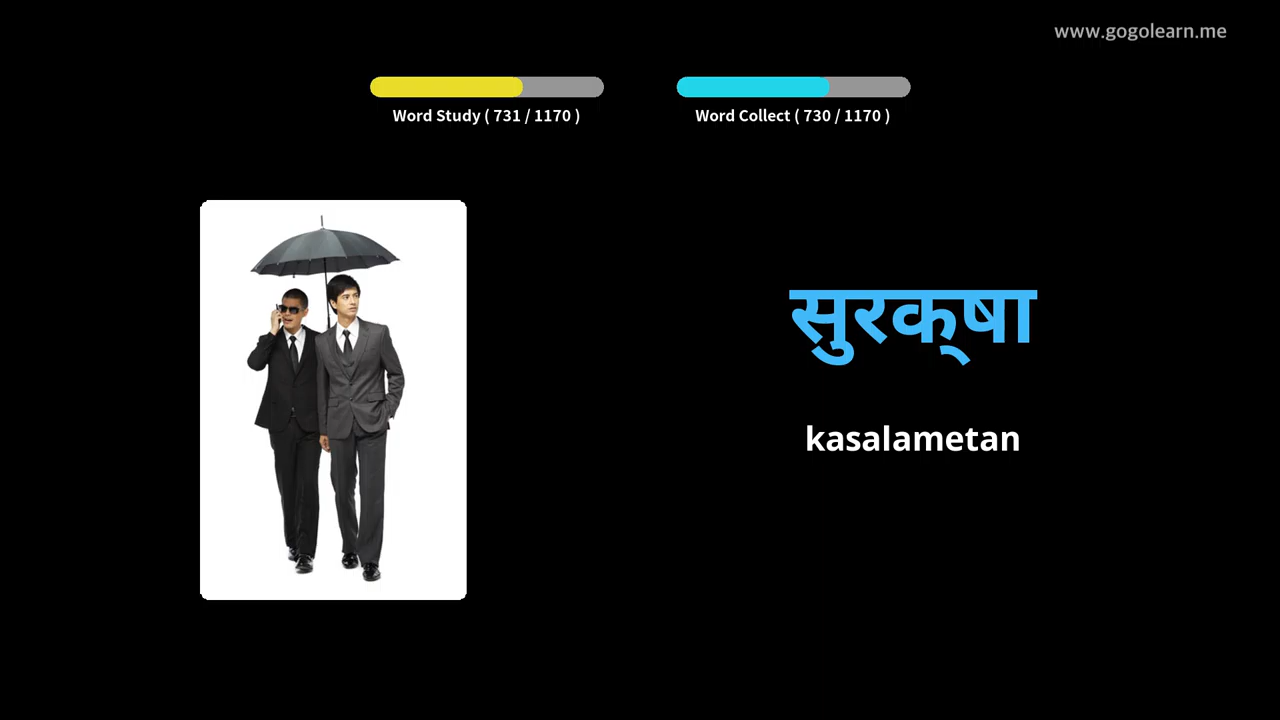 www.gogolearn.me
Word Study ( 731 / 1170 )
Word Collect ( 730 / 1170 )
सुरक्‌षा
kasalametan